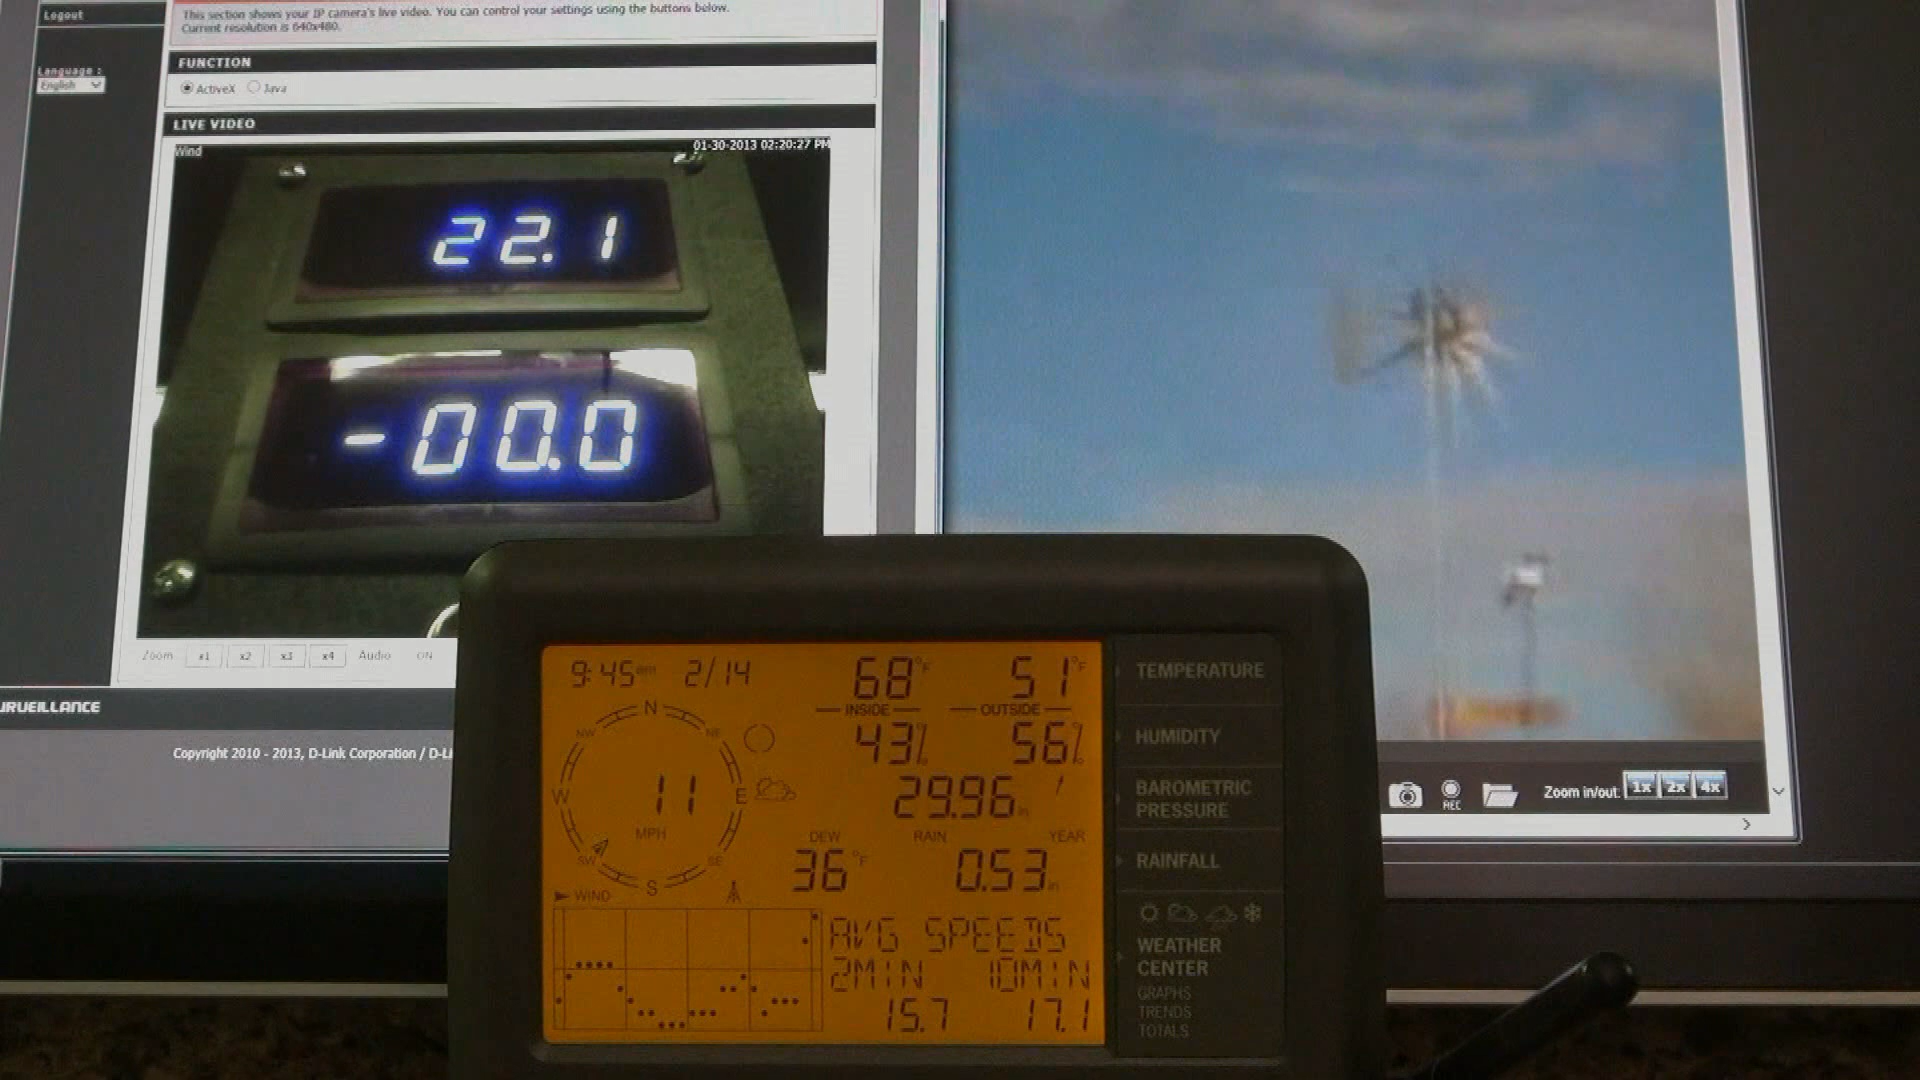 Logout
This section shows your IP camera's live video. You can control your settings using the buttons below.
Current resolution is 640x480.
Language :
English
FUNCTION
ActiveX Java
LIVE VIDEO
Wind 01-30-2013 02:20:27 PM
22.1
-00.0
Zoom x1 x2 x3 x4 Audio ON
Copyright 2010 - 2013, D-Link Corporation /
REC
Zoom in/out: 1x 2x 4x
9:45 2/14 68°F 51°F
INSIDE OUTSIDE
43% 56%
N
NW NE
W 11 E
MPH
SW SE
S
29.96 in
DEW RAIN YEAR
36°F 0.53 in
WIND
AVG SPEEDS
2MIN 10MIN
15.7 17.1
TEMPERATURE
HUMIDITY
BAROMETRIC
PRESSURE
RAINFALL
WEATHER
CENTER
GRAPHS
TRENDS
TOTALS